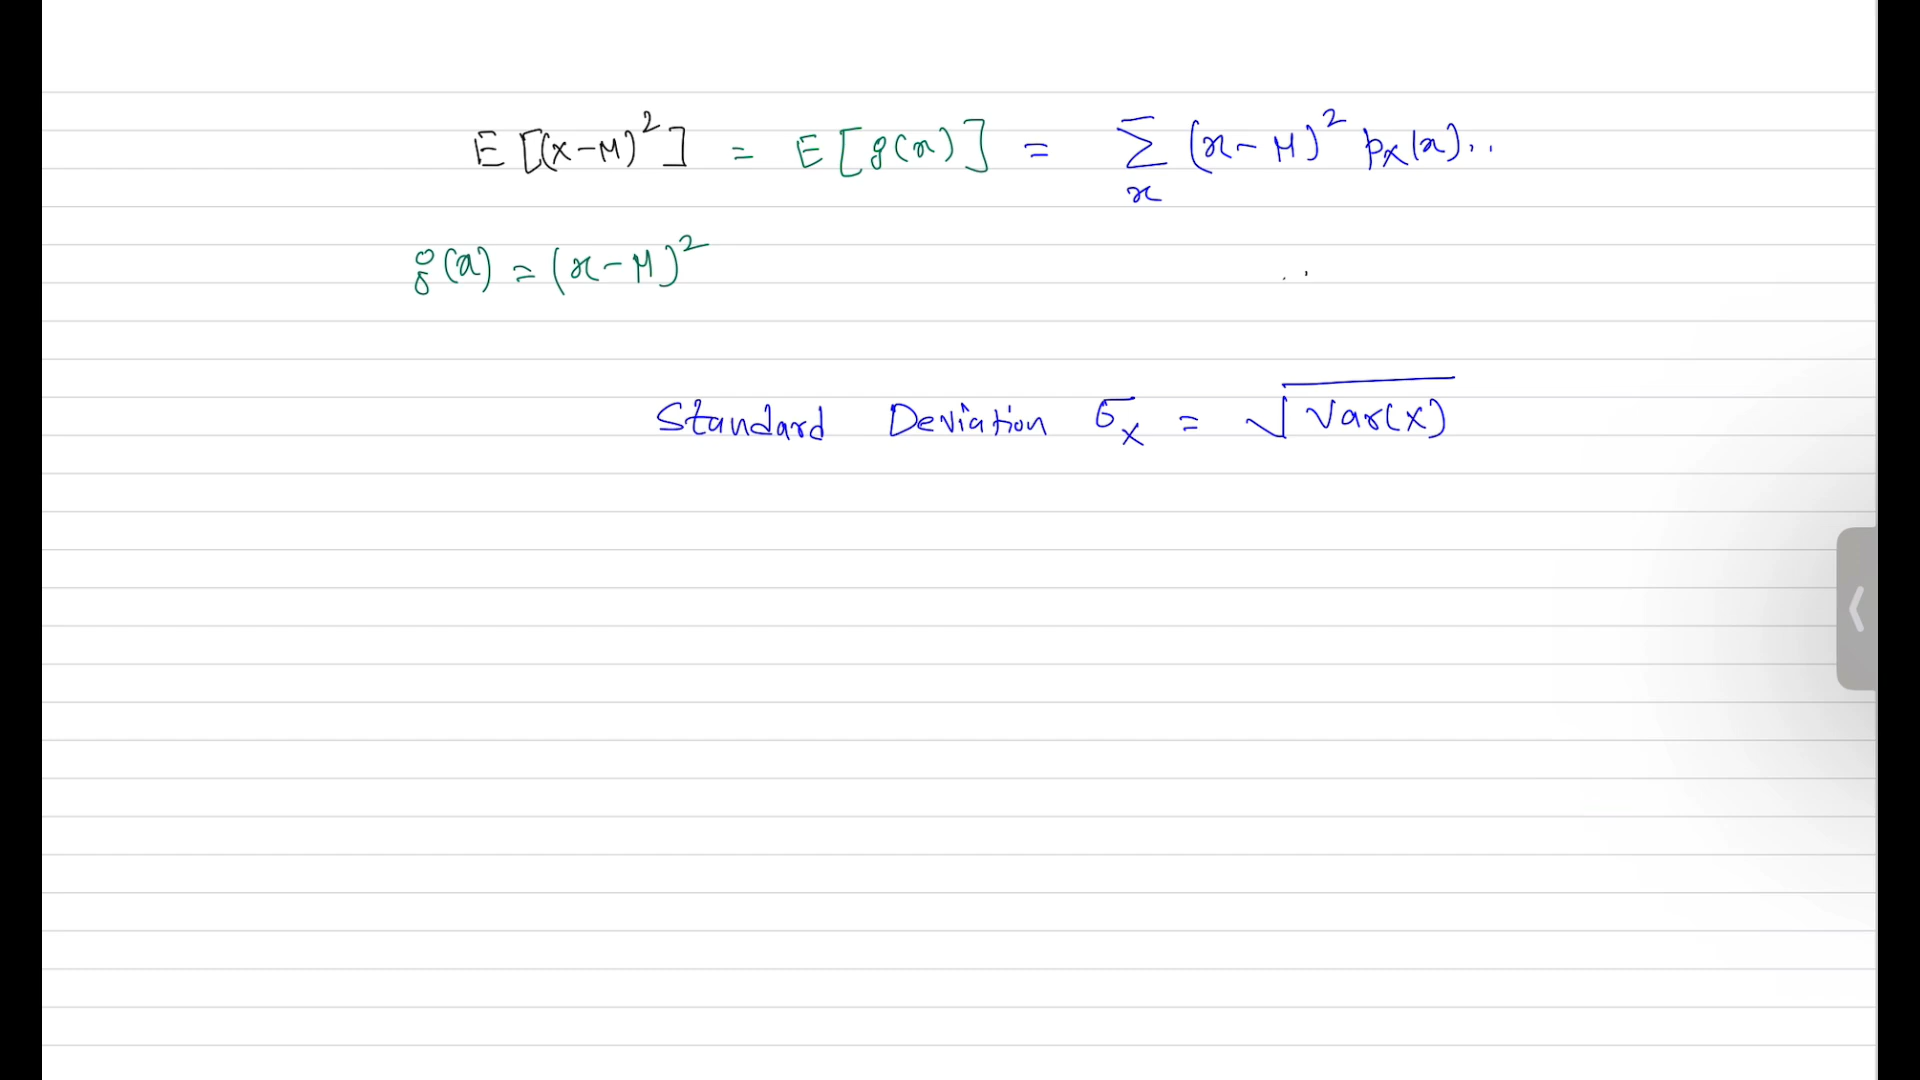 E[(X-M)²] = E[g(x)] = Σₓ (x-M)² pₓ(x)..
g(x) = (x-M)²
Standard Deviation σₓ = √Var(X)